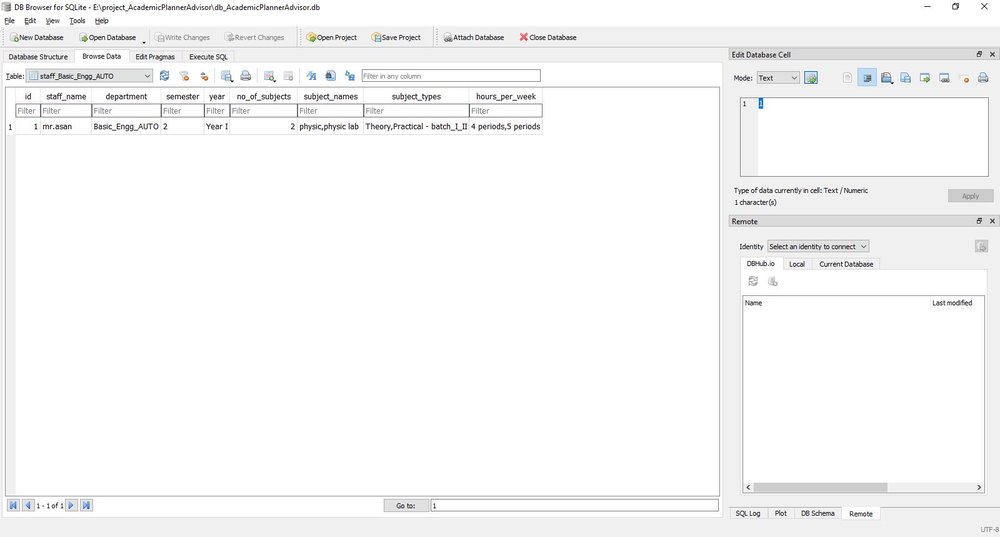 DB Browser for SQLite - E:\project_AcademicPlannerAdvisor\db_AcademicPlannerAdvisor.db
File Edit View Tools Help
New Database Open Database Write Changes Revert Changes Open Project Save Project Attach Database Close Database
Database Structure Browse Data Edit Pragmas Execute SQL
Table: staff_Basic_Engg_AUTO Filter in any column
id staff_name department semester year no_of_subjects subject_names subject_types hours_per_week
Filter Filter Filter Filter Filter Filter Filter Filter Filter
1 1 mr.asan Basic_Engg_AUTO 2 Year I 2 physic,physic lab Theory,Practical - batch_I_II 4 periods,5 periods
1 - 1 of 1 Go to: 1
Edit Database Cell
Mode: Text
1 1
Type of data currently in cell: Text / Numeric
1 character(s)
Apply
Remote
Identity Select an identity to connect
DBHub.io Local Current Database
Name Last modified
SQL Log Plot DB Schema Remote
UTF-8